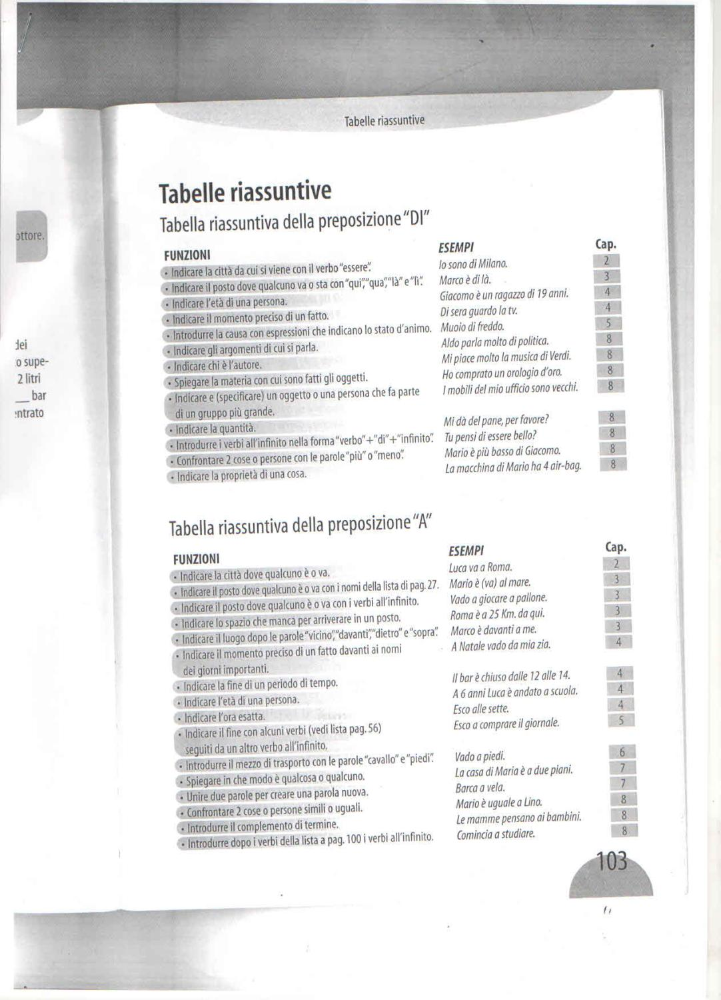 Tabelle riassuntive
Tabelle riassuntive
Tabella riassuntiva della preposizione "DI"
FUNZIONI ESEMPI Cap.
• Indicare la città da cui si viene con il verbo "essere". Io sono di Milano. 2
• Indicare il posto dove qualcuno va o sta con "qui", "qua", "là" e "lì". Marco è di là. 3
• Indicare l'età di una persona. Giacomo è un ragazzo di 19 anni. 4
• Indicare il momento preciso di un fatto. Di sera guardo la tv. 4
• Introdurre la causa con espressioni che indicano lo stato d'animo. Muoio di freddo. 5
• Indicare gli argomenti di cui si parla. Aldo parla molto di politica. 8
• Indicare chi è l'autore. Mi piace molto la musica di Verdi. 8
• Spiegare la materia con cui sono fatti gli oggetti. Ho comprato un orologio d'oro. 8
• Indicare e (specificare) un oggetto o una persona che fa parte I mobili del mio ufficio sono vecchi. 8
di un gruppo più grande.
• Indicare la quantità. Mi dà del pane, per favore? 8
• Introdurre i verbi all'infinito nella forma "verbo"+"di"+"infinito". Tu pensi di essere bello? 8
• Confrontare 2 cose o persone con le parole "più" o "meno". Mario è più basso di Giacomo. 8
• Indicare la proprietà di una cosa. La macchina di Mario ha 4 air-bag. 8
Tabella riassuntiva della preposizione "A"
FUNZIONI ESEMPI Cap.
• Indicare la città dove qualcuno è o va. Luca va a Roma. 2
• Indicare il posto dove qualcuno è o va con i nomi della lista di pag. 27. Mario è (va) al mare. 3
• Indicare il posto dove qualcuno è o va con i verbi all'infinito. Vado a giocare a pallone. 3
• Indicare lo spazio che manca per arriverare in un posto. Roma è a 25 Km. da qui. 3
• Indicare il luogo dopo le parole "vicino", "davanti", "dietro" e "sopra". Marco è davanti a me. 3
• Indicare il momento preciso di un fatto davanti ai nomi A Natale vado da mia zia. 4
dei giorni importanti.
• Indicare la fine di un periodo di tempo. Il bar è chiuso dalle 12 alle 14. 4
• Indicare l'età di una persona. A 6 anni Luca è andato a scuola. 4
• Indicare l'ora esatta. Esco alle sette. 4
• Indicare il fine con alcuni verbi (vedi lista pag. 56) Esco a comprare il giornale. 5
seguiti da un altro verbo all'infinito.
• Introdurre il mezzo di trasporto con le parole "cavallo" e "piedi". Vado a piedi. 6
• Spiegare in che modo è qualcosa o qualcuno. La casa di Maria è a due piani. 7
• Unire due parole per creare una parola nuova. Barca a vela. 7
• Confrontare 2 cose o persone simili o uguali. Mario è uguale a Lino. 8
• Introdurre il complemento di termine. Le mamme pensano ai bambini. 8
• Introdurre dopo i verbi della lista a pag. 100 i verbi all'infinito. Comincia a studiare. 8
103
ottore.
dei
o supe-
2 litri
__ bar
entrato